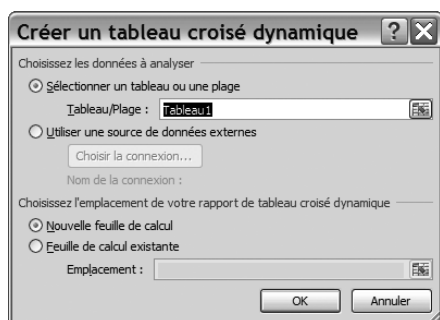 Créer un tableau croisé dynamique ? X
Choisissez les données à analyser
Sélectionner un tableau ou une plage
Tableau/Plage : Tableau1
Utiliser une source de données externes
Choisir la connexion...
Nom de la connexion :
Choisissez l'emplacement de votre rapport de tableau croisé dynamique
Nouvelle feuille de calcul
Feuille de calcul existante
Emplacement :
OK Annuler